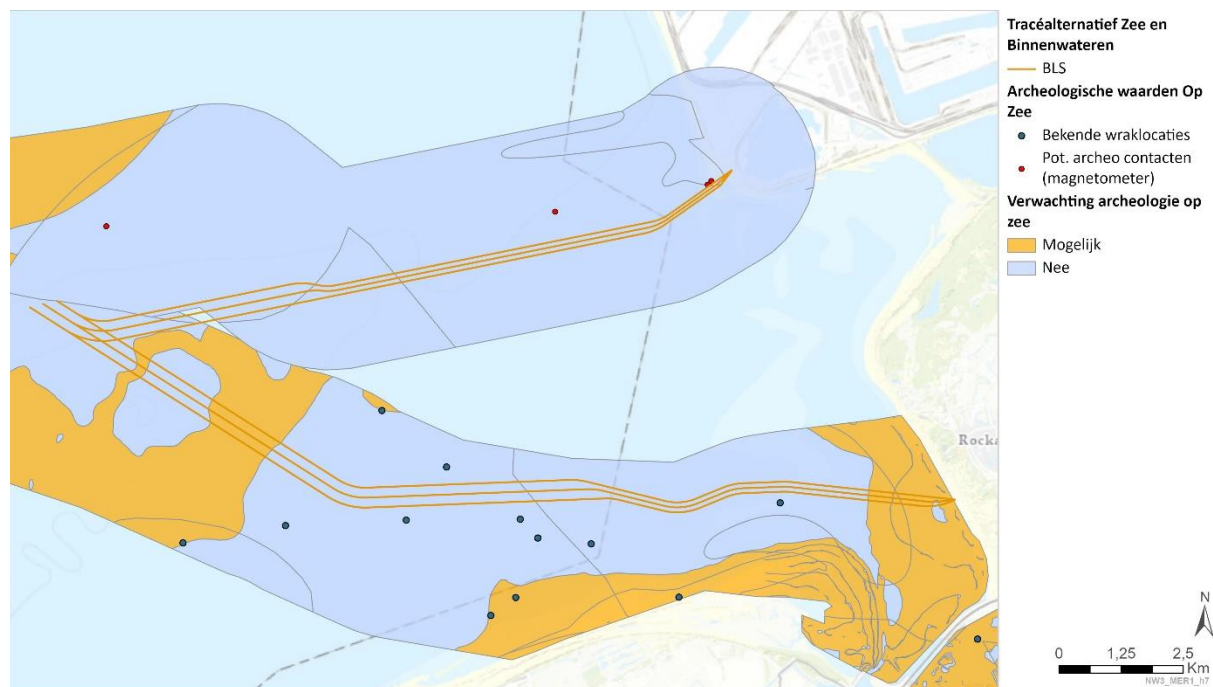 Tracéalternatief Zee en
Binnenwateren
BLS
Archeologische waarden Op
Zee
Bekende wraklocaties
Pot. archeo contacten
(magnetometer)
Verwachting archeologie op
zee
Mogelijk
Nee
Rocka
N
0 1,25 2,5
Km
NW3_MER1_h7